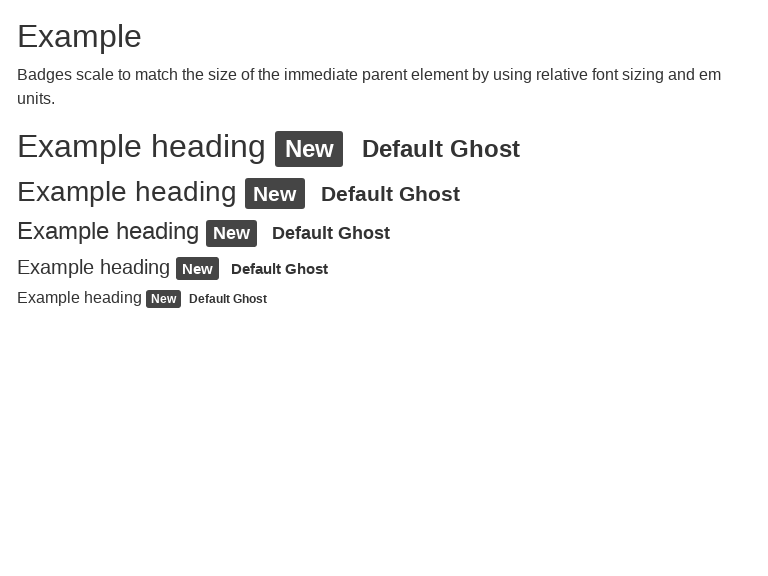 Example
Badges scale to match the size of the immediate parent element by using relative font sizing and em
units.
Example heading New Default Ghost
Example heading New Default Ghost
Example heading New Default Ghost
Example heading New Default Ghost
Example heading New Default Ghost